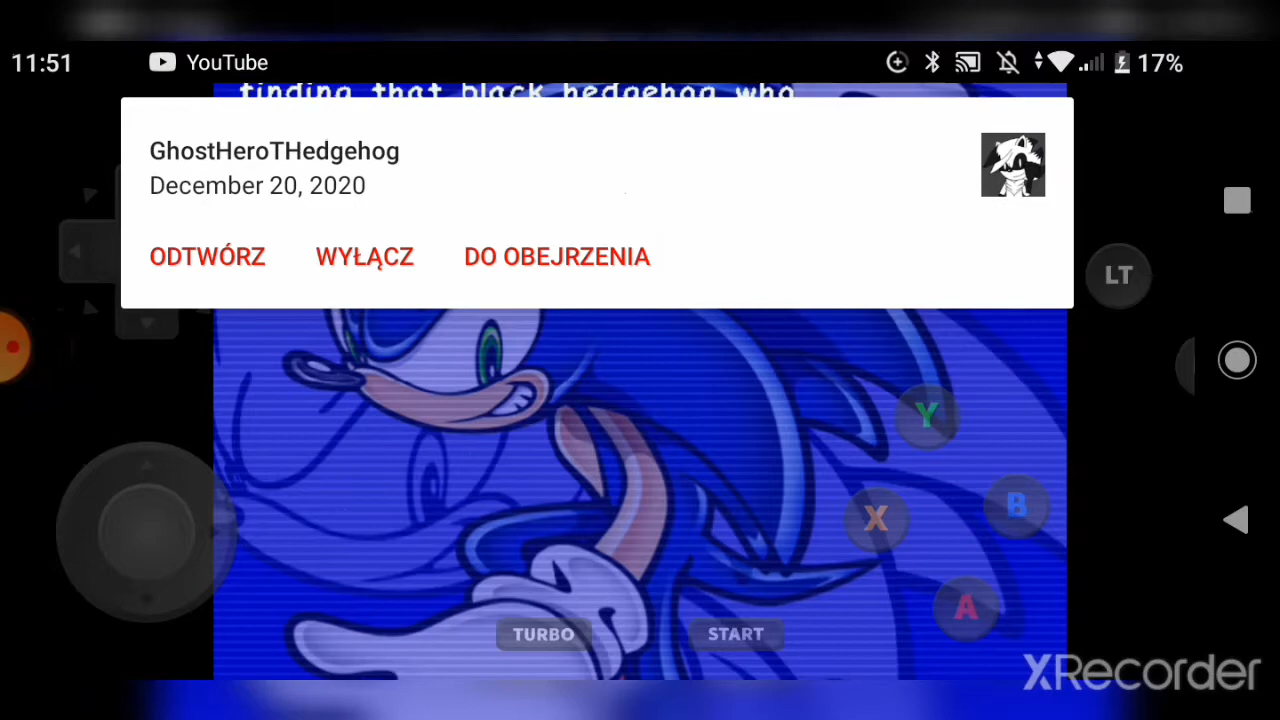 11:51 YouTube 17%
finding that black hedgehog who
GhostHeroTHedgehog
December 20, 2020
ODTWÓRZ WYŁĄCZ DO OBEJRZENIA
LT
Y
X B
A
TURBO START
XRecorder